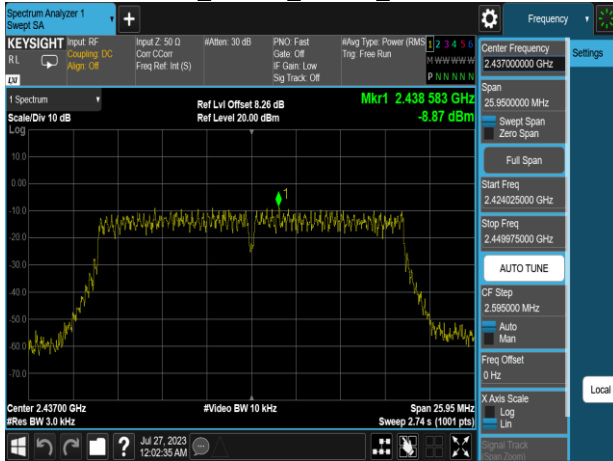 Spectrum Analyzer 1
Swept SA
+
Frequency
KEYSIGHT
RL
LXI
Input: RF
Coupling: DC
Align: Off
Input Z: 50 Ω
Corr CCorr
Freq Ref: Int (S)
#Atten: 30 dB
PNO: Fast
Gate: Off
IF Gain: Low
Sig Track: Off
#Avg Type: Power (RMS
Trig: Free Run
1 2 3 4 5 6
M W W W W W
P N N N N N
1 Spectrum
Scale/Div 10 dB
Log
Ref Lvl Offset 8.26 dB
Ref Level 20.00 dBm
Mkr1 2.438 583 GHz
-8.87 dBm
10.0
0.00
-10.0
-20.0
-30.0
-40.0
-50.0
-60.0
-70.0
1
Center 2.43700 GHz
#Res BW 3.0 kHz
#Video BW 10 kHz
Span 25.95 MHz
Sweep 2.74 s (1001 pts)
Center Frequency
2.437000000 GHz
Span
25.9500000 MHz
Swept Span
Zero Span
Full Span
Start Freq
2.424025000 GHz
Stop Freq
2.449975000 GHz
AUTO TUNE
CF Step
2.595000 MHz
Auto
Man
Freq Offset
0 Hz
X Axis Scale
Log
Lin
Signal Track
(Span Zoom)
Settings
Local
?
Jul 27, 2023
12:02:35 AM